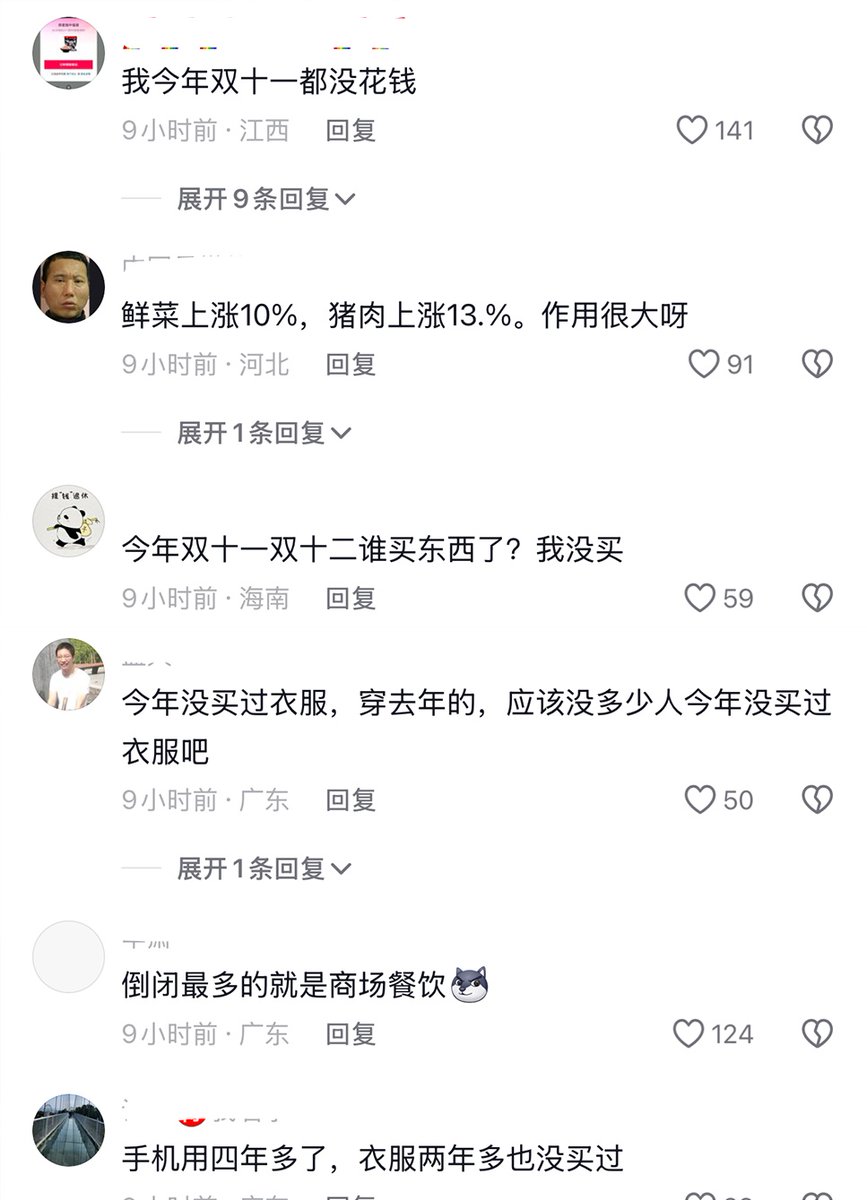 我今年双十一都没花钱
9小时前 · 江西 回复 141
展开9条回复
鲜菜上涨10%，猪肉上涨13.%。作用很大呀
9小时前 · 河北 回复 91
展开1条回复
提"钱"退休
今年双十一双十二谁买东西了？我没买
9小时前 · 海南 回复 59
今年没买过衣服，穿去年的，应该没多少人今年没买过
衣服吧
9小时前 · 广东 回复 50
展开1条回复
倒闭最多的就是商场餐饮
9小时前 · 广东 回复 124
手机用四年多了，衣服两年多也没买过